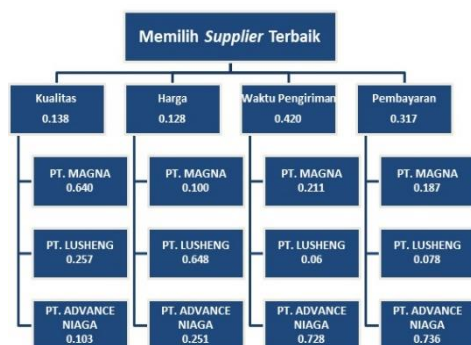 Memilih Supplier Terbaik
Kualitas
0.138
Harga
0.128
Waktu Pengiriman
0.420
Pembayaran
0.317
PT. MAGNA
0.640
PT. MAGNA
0.100
PT. MAGNA
0.211
PT. MAGNA
0.187
PT. LUSHENG
0.257
PT. LUSHENG
0.648
PT. LUSHENG
0.06
PT. LUSHENG
0.078
PT. ADVANCE
NIAGA
0.103
PT. ADVANCE
NIAGA
0.251
PT. ADVANCE
NIAGA
0.728
PT. ADVANCE
NIAGA
0.736